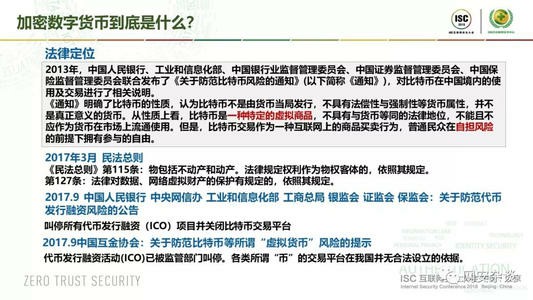 加密数字货币到底是什么?
ISC
法律定位
2013年，中国人民银行、工业和信息化部、中国银行业监督管理委员会、中国证券监督管理委员会、中国保
险监督管理委员会联合发布了《关于防范比特币风险的通知》(以下简称《通知》)，对比特币在中国境内的使
用及交易进行了相关说明。
《通知》明确了比特币的性质，认为比特币不是由货币当局发行，不具有法偿性与强制性等货币属性，并不
是真正意义的货币。从性质上看，比特币是一种特定的虚拟商品，不具有与货币等同的法律地位，不能且不
应作为货币在市场上流通使用。但是，比特币交易作为一种互联网上的商品买卖行为，普通民众在自担风险
的前提下拥有参与的自由。
2017年3月 民法总则
《民法总则》第115条：物包括不动产和动产。法律规定权利作为物权客体的，依照其规定。
第127条：法律对数据、网络虚拟财产的保护有规定的，依照其规定。
2017.9 中国人民银行 中央网信办 工业和信息化部 工商总局 银监会 证监会 保监会：关于防范代币
发行融资风险的公告
叫停所有代币发行融资（ICO）项目并关闭比特币交易平台
2017.9中国互金协会：关于防范比特币等所谓“虚拟货币”风险的提示
代币发行融资活动(ICO)已被监管部门叫停。各类所谓“币”的交易平台在我国并无合法设立的依据。
ZERO TRUST SECURITY
ISC 互联网安全大会
Internet Security Conference 2018 Beijing·China